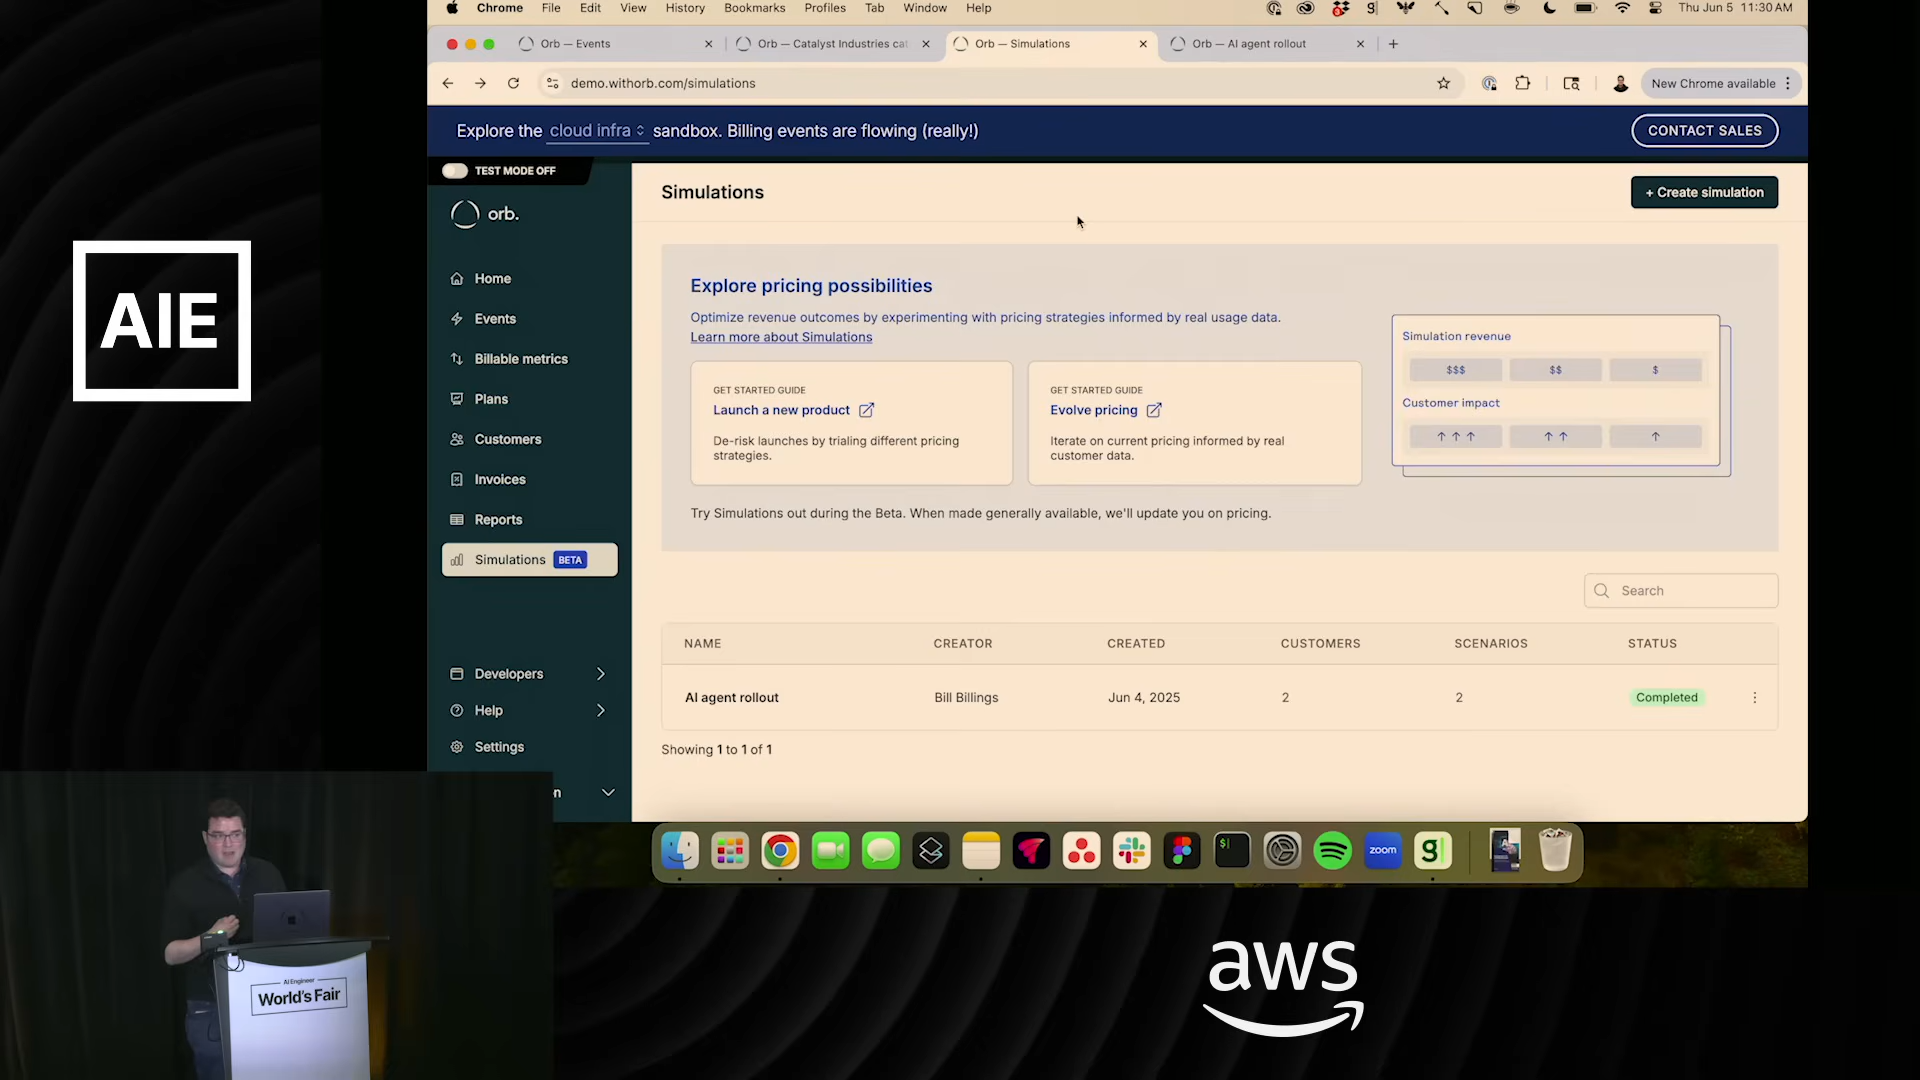 Chrome File Edit View History Bookmarks Profiles Tab Window Help Thu Jun 5 11:30 AM
Orb — Events
Orb — Catalyst Industries cat
Orb — Simulations
Orb — AI agent rollout
demo.withorb.com/simulations
New Chrome available
Explore the cloud infra sandbox. Billing events are flowing (really!)
CONTACT SALES
TEST MODE OFF
orb.
Home
Events
Billable metrics
Plans
Customers
Invoices
Reports
Simulations BETA
Developers
Help
Settings
n
Simulations
+ Create simulation
Explore pricing possibilities
Optimize revenue outcomes by experimenting with pricing strategies informed by real usage data.
Learn more about Simulations
GET STARTED GUIDE
Launch a new product
De-risk launches by trialing different pricing
strategies.
GET STARTED GUIDE
Evolve pricing
Iterate on current pricing informed by real
customer data.
Simulation revenue
$$$ $$ $
Customer impact
↑ ↑ ↑ ↑ ↑ ↑
Try Simulations out during the Beta. When made generally available, we'll update you on pricing.
Search
NAME CREATOR CREATED CUSTOMERS SCENARIOS STATUS
AI agent rollout Bill Billings Jun 4, 2025 2 2 Completed
Showing 1 to 1 of 1
zoom
AIE
AI Engineer
World's Fair
aws